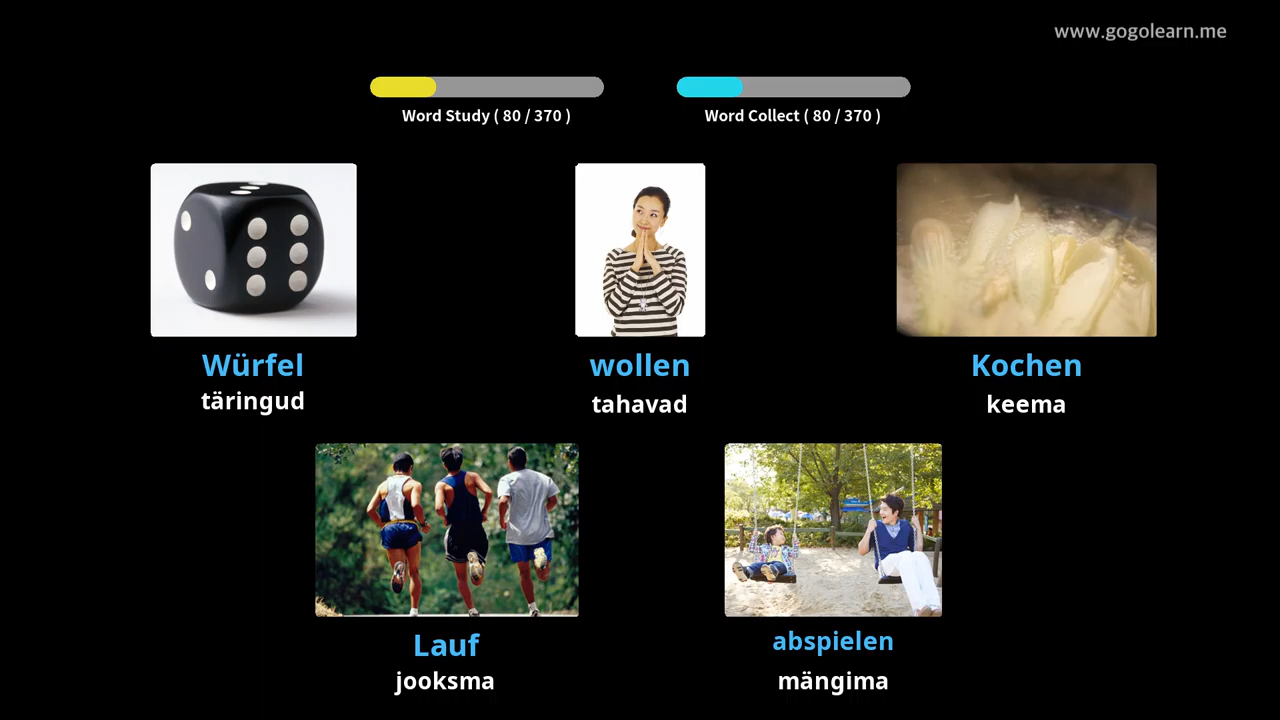 www.gogolearn.me
Word Study ( 80 / 370 )
Word Collect ( 80 / 370 )
Würfel
täringud
wollen
tahavad
Kochen
keema
Lauf
jooksma
abspielen
mängima